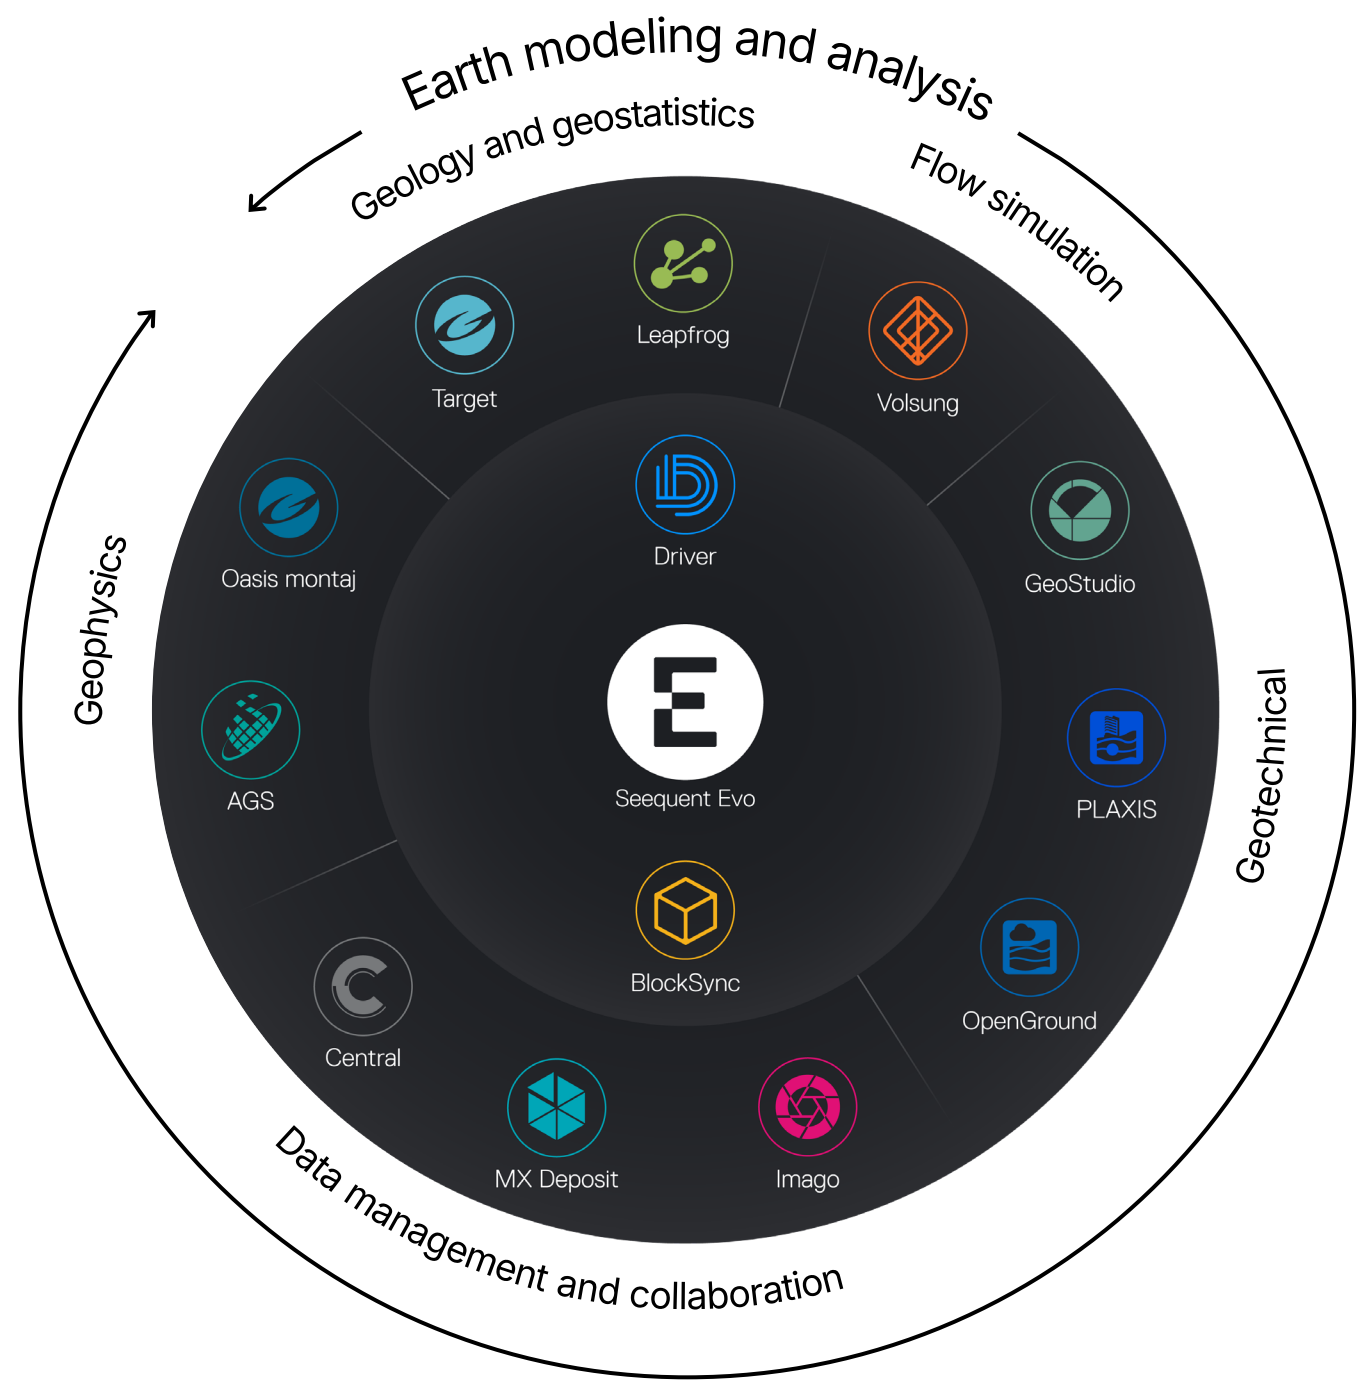 Earth modeling and analysis
Geology and geostatistics
Flow simulation
Leapfrog
Target
Volsung
Driver
Oasis montaj
GeoStudio
Geophysics
Geotechnical
Seequent Evo
AGS
PLAXIS
BlockSync
OpenGround
Central
MX Deposit
Imago
Data management and collaboration